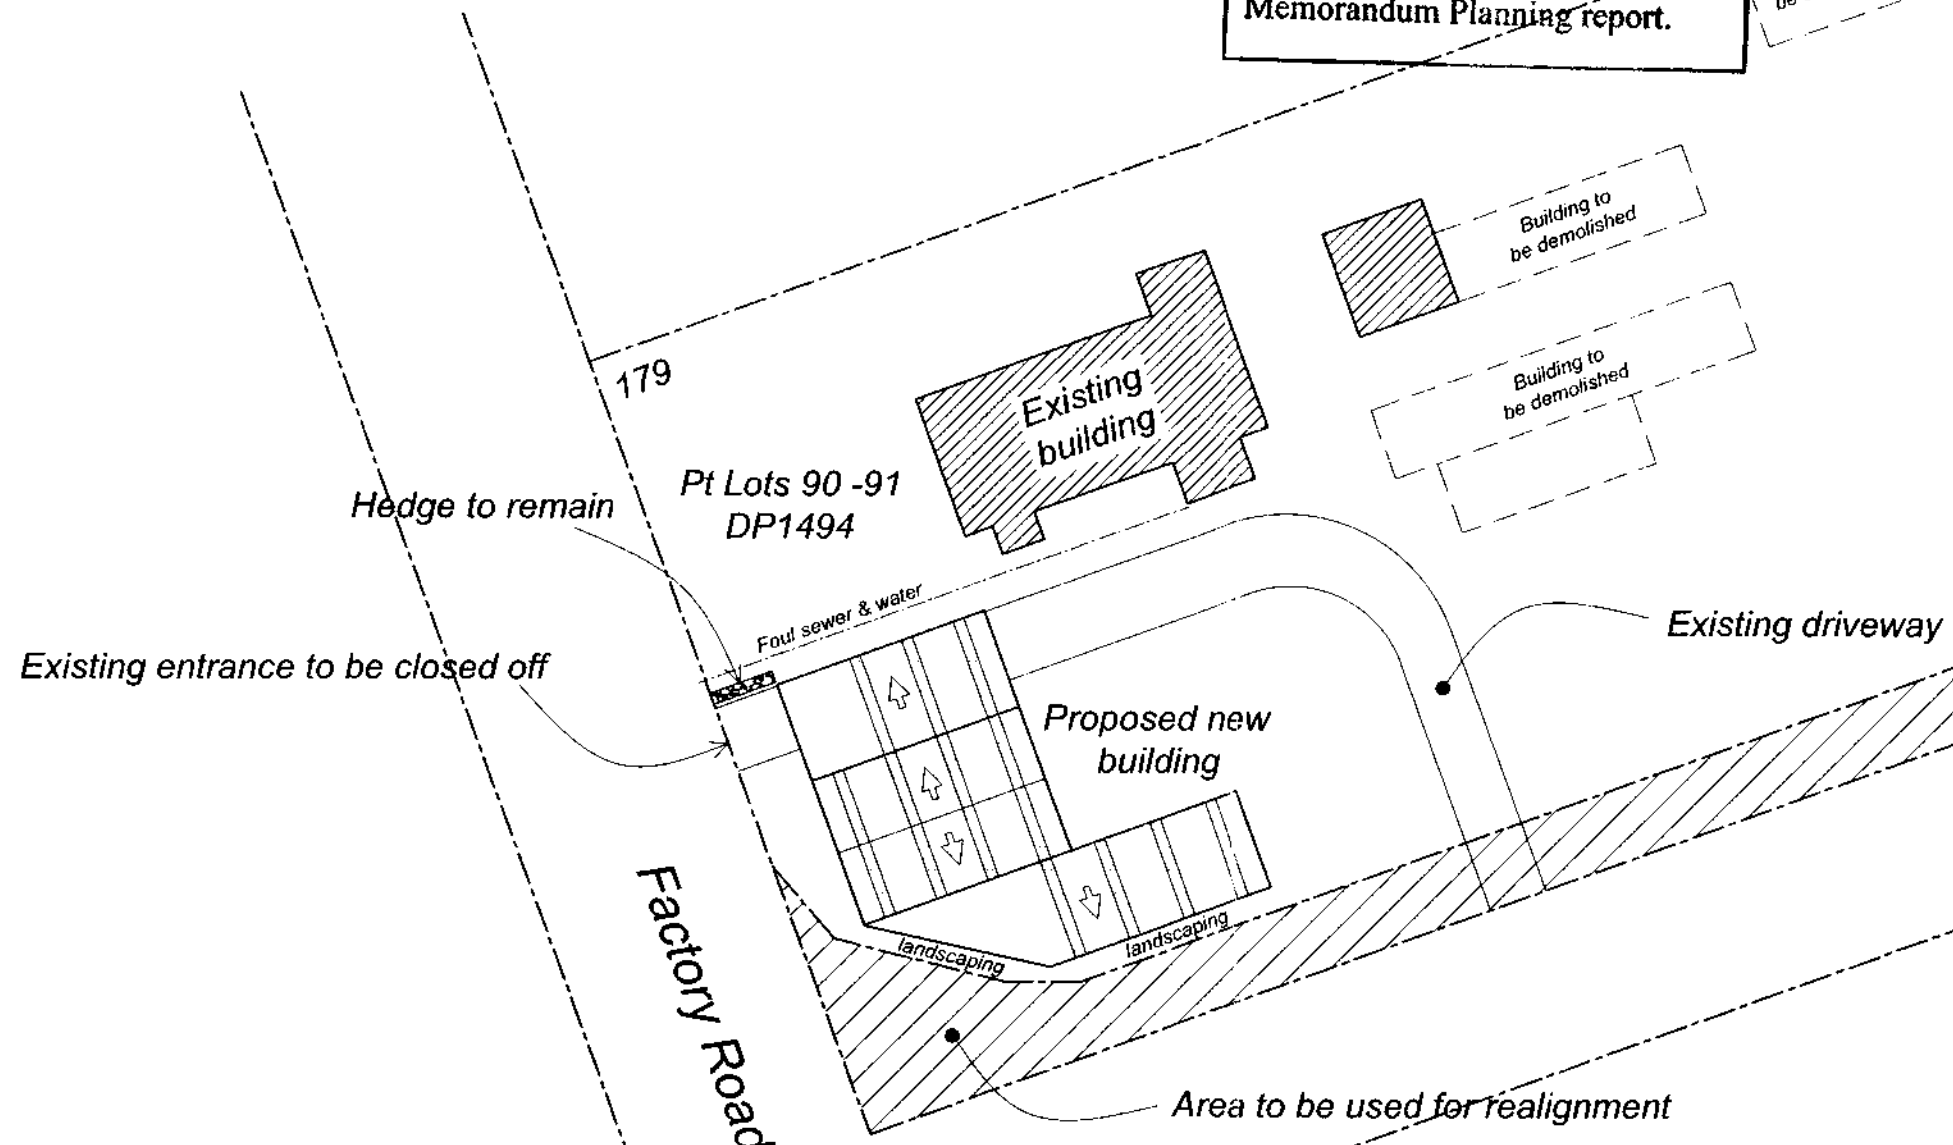 Memorandum Planning report.
be
Building to
be demolished
Building to
be demolished
179
Existing
building
Pt Lots 90 -91
DP1494
Hedge to remain
Foul sewer & water
Existing driveway
Existing entrance to be closed off
Proposed new
building
landscaping
landscaping
Factory Road
Area to be used for realignment